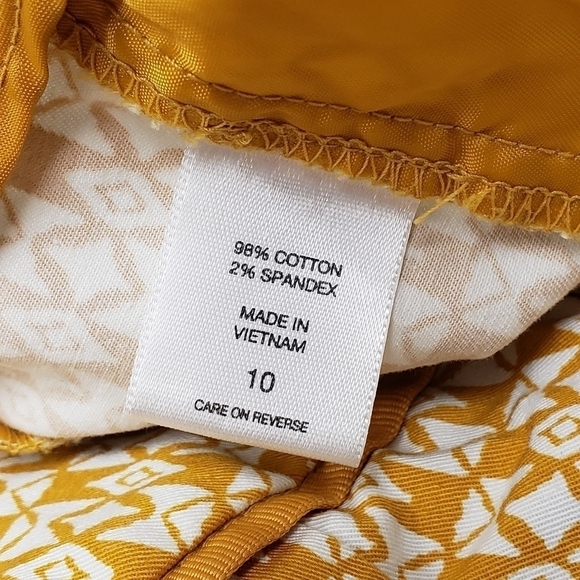 98% COTTON
2% SPANDEX
MADE IN
VIETNAM
10
CARE ON REVERSE